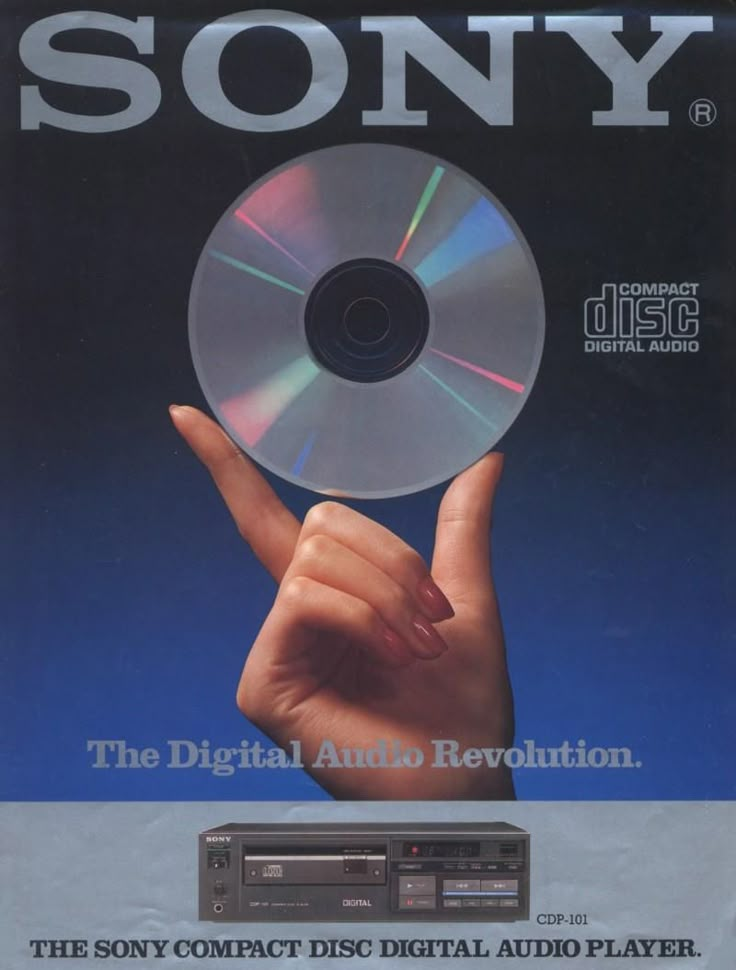 SONY®
COMPACT
disc
DIGITAL AUDIO
The Digital Audio Revolution.
SONY
disc
DIGITAL
CDP-101
THE SONY COMPACT DISC DIGITAL AUDIO PLAYER.